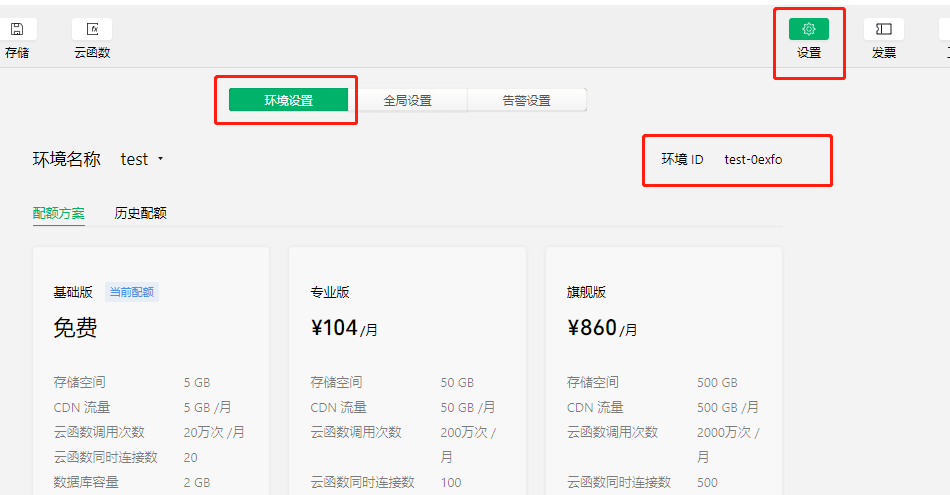 存储 云函数 设置 发票
环境设置 全局设置 告警设置
环境名称 test 环境 ID test-0exfo
配额方案 历史配额
基础版 当前配额
免费
存储空间 5 GB
CDN 流量 5 GB /月
云函数调用次数 20万次 /月
云函数同时连接数 20
数据库容量 2 GB
专业版
¥104/月
存储空间 50 GB
CDN 流量 50 GB /月
云函数调用次数 200万次 /
月
云函数同时连接数 100
旗舰版
¥860/月
存储空间 500 GB
CDN 流量 500 GB /月
云函数调用次数 2000万次 /
月
云函数同时连接数 500